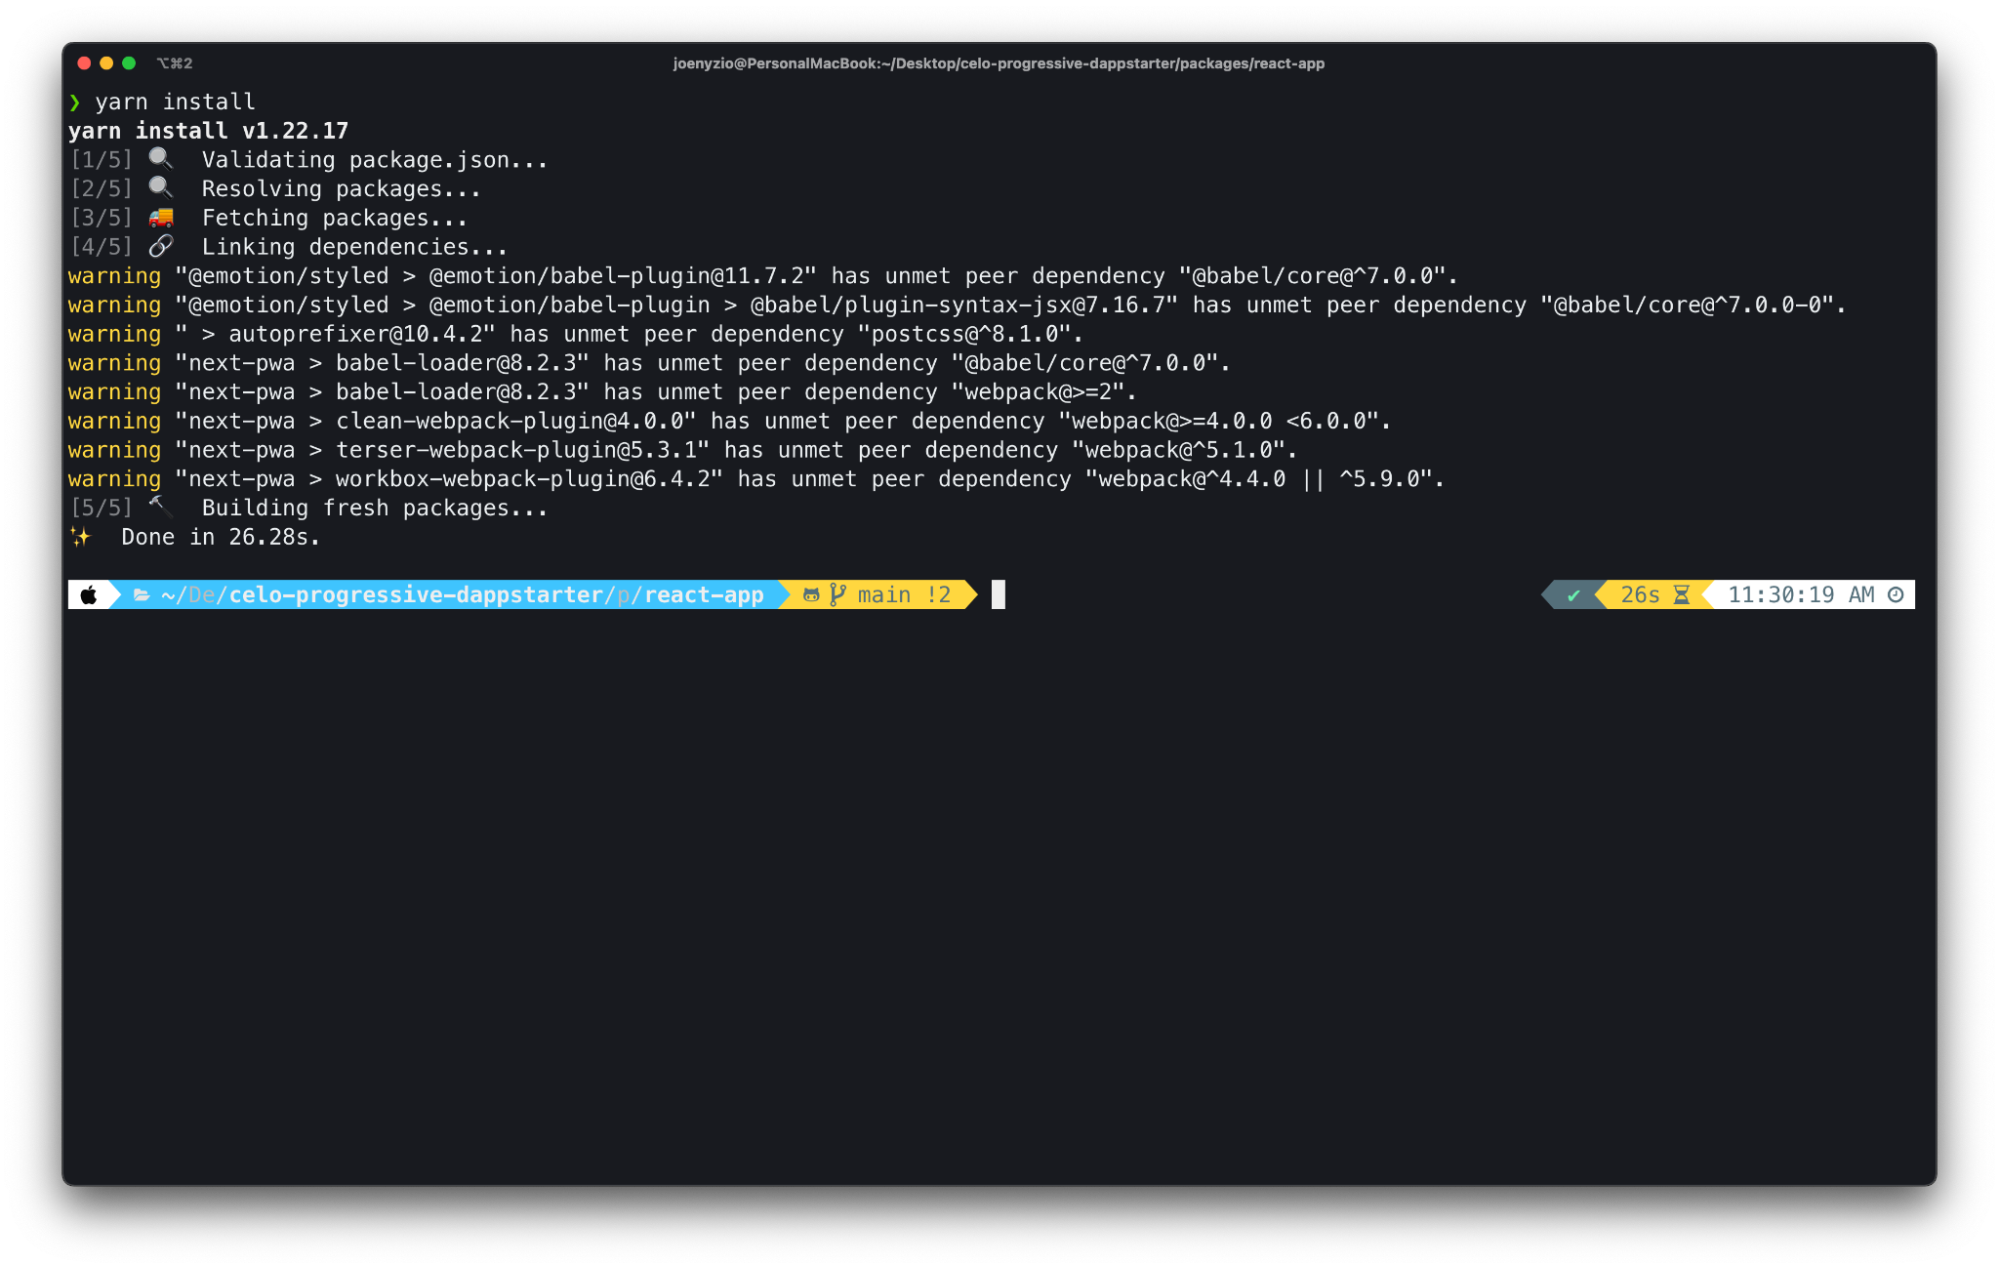 ⌥⌘2
joenyzio@PersonalMacBook:~/Desktop/celo-progressive-dappstarter/packages/react-app
❯ yarn install
yarn install v1.22.17
[1/5] 🔍  Validating package.json...
[2/5] 🔍  Resolving packages...
[3/5] 🚚  Fetching packages...
[4/5] 🔗  Linking dependencies...
warning "@emotion/styled > @emotion/babel-plugin@11.7.2" has unmet peer dependency "@babel/core@^7.0.0".
warning "@emotion/styled > @emotion/babel-plugin > @babel/plugin-syntax-jsx@7.16.7" has unmet peer dependency "@babel/core@^7.0.0-0".
warning " > autoprefixer@10.4.2" has unmet peer dependency "postcss@^8.1.0".
warning "next-pwa > babel-loader@8.2.3" has unmet peer dependency "@babel/core@^7.0.0".
warning "next-pwa > babel-loader@8.2.3" has unmet peer dependency "webpack@>=2".
warning "next-pwa > clean-webpack-plugin@4.0.0" has unmet peer dependency "webpack@>=4.0.0 <6.0.0".
warning "next-pwa > terser-webpack-plugin@5.3.1" has unmet peer dependency "webpack@^5.1.0".
warning "next-pwa > workbox-webpack-plugin@6.4.2" has unmet peer dependency "webpack@^4.4.0 || ^5.9.0".
[5/5] 🔨  Building fresh packages...
✨  Done in 26.28s.
~/De/celo-progressive-dappstarter/p/react-app main !2 ✔ 26s 11:30:19 AM